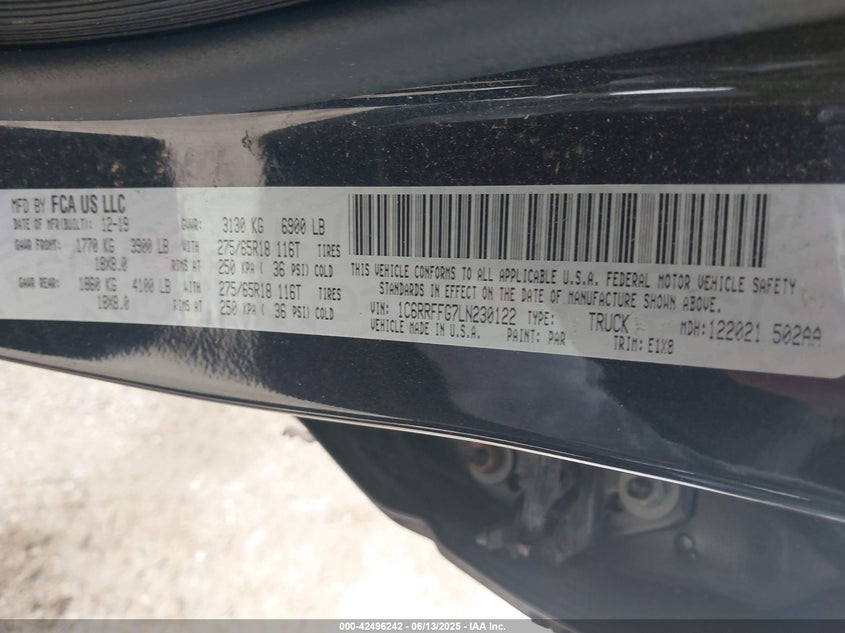 MFD BY FCA US LLC
DATE OF MFR(BUILT): 12-19 GVWR: 3130 KG 6900 LB
GAWR FRONT: 1770 KG 3900 LB WITH 275/65R18 116T TIRES
18X8.0 RIMS AT 250 KPA ( 36 PSI) COLD
GAWR REAR: 1860 KG 4100 LB WITH 275/65R18 116T TIRES
18X8.0 RIMS AT 250 KPA ( 36 PSI) COLD
THIS VEHICLE CONFORMS TO ALL APPLICABLE U.S.A. FEDERAL MOTOR VEHICLE SAFETY
STANDARDS IN EFFECT ON THE DATE OF MANUFACTURE SHOWN ABOVE.
VIN: 1C6RRFFG7LN230122 TYPE: TRUCK MDH:122021 502AA
VEHICLE MADE IN U.S.A. PAINT: PAR TRIM: E1X8
000-42496242 - 06/13/2025 - IAA Inc.